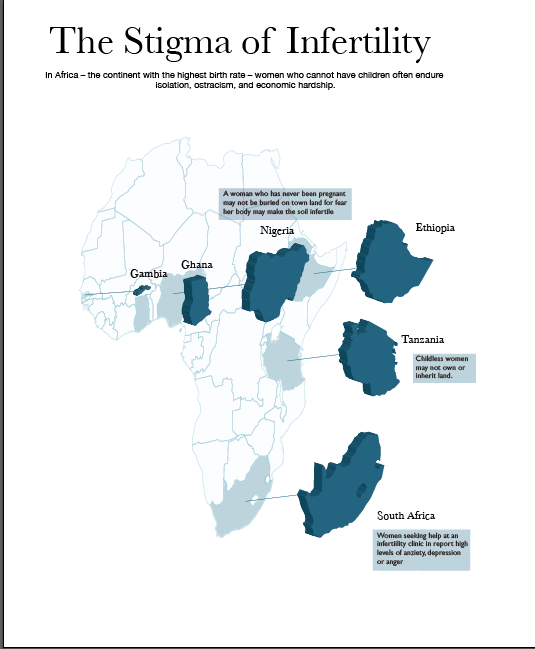 The Stigma of Infertility
In Africa – the continent with the highest birth rate – women who cannot have children often endure
isolation, ostracism, and economic hardship.
A woman who has never been pregnant
may not be buried on town land for fear
her body may make the soil infertile
Nigeria
Ethiopia
Ghana
Gambia
Tanzania
Childless women
may not own or
inherit land.
South Africa
Women seeking help at an
infertility clinic in report high
levels of anziety, depression
or anger